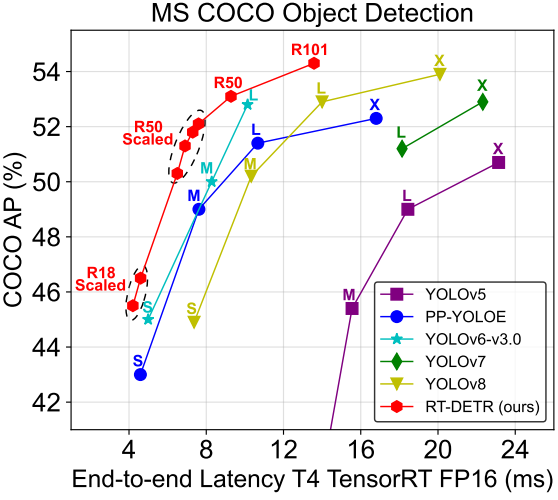 MS COCO Object Detection
COCO AP (%)
54
52
50
48
46
44
42
4
8
12
16
20
24
End-to-end Latency T4 TensorRT FP16 (ms)
R101
R50
R50
Scaled
R18
Scaled
S
M
L
X
S
M
L
S
M
L
X
L
X
M
L
X
YOLOv5
PP-YOLOE
YOLOv6-v3.0
YOLOv7
YOLOv8
RT-DETR (ours)